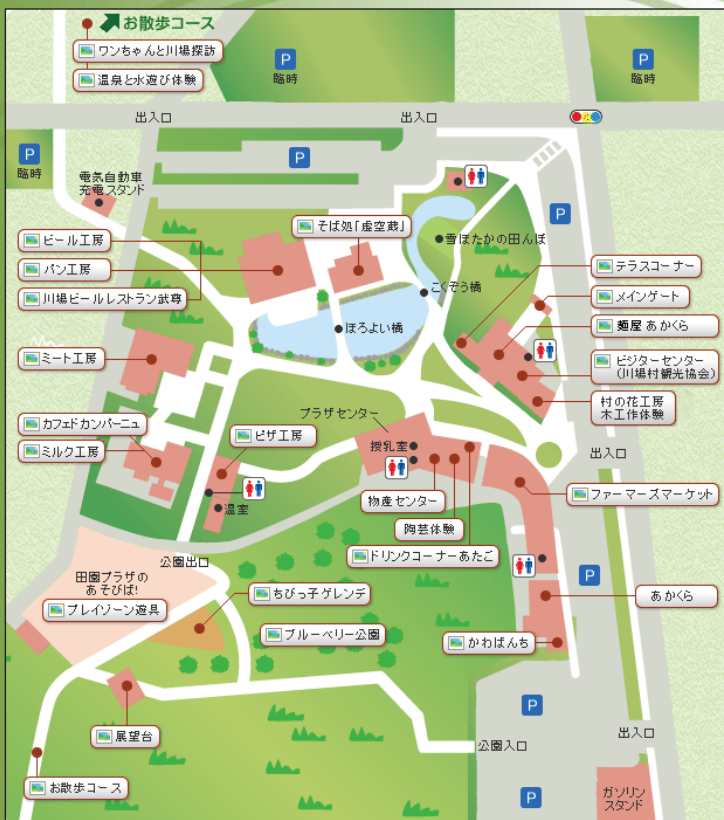 お散歩コース
ワンちゃんと川場探訪
温泉と水遊び体験
P
臨時
P
臨時
出入口
出入口
P
臨時
P
電気自動車
充電スタンド
P
そば処「虚空蔵」
雪ほたかの田んぼ
ビール工房
パン工房
川場ビールレストラン武尊
こくぞう橋
テラスコーナー
メインゲート
ほろよい橋
麺屋 あかくら
ビジターセンター
(川場村観光協会)
ミート工房
村の花工房
木工作体験
プラザセンター
カフェドカンパーニュ
ピザ工房
授乳室
ミルク工房
出入口
物産センター
ファーマーズマーケット
温室
陶芸体験
ドリンクコーナーあたご
公園出口
田園プラザの
あそびば!
P
プレイゾーン遊具
ちびっ子ゲレンデ
あかくら
ブルーベリー公園
かわばんち
P
展望台
出入口
公園入口
お散歩コース
P
ガソリン
スタンド